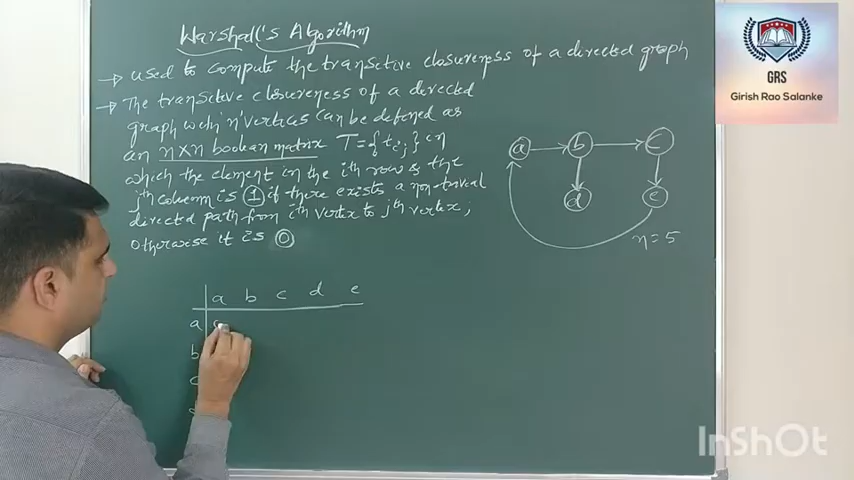 Warshall's Algorithm
→ Used to compute the transitive closureness of a directed graph
→ The transitive closureness of a directed
graph with 'n' vertices can be defined as
an n×n boolean matrix T={tij} in
which the element in the ith row & the
jth column is 1 if there exists a non-trivial
directed path from ith vertex to jth vertex;
otherwise it is 0
a b c
d e
n=5
a b c d e
a
b
c
GRS
Girish Rao Salanke
InShOt